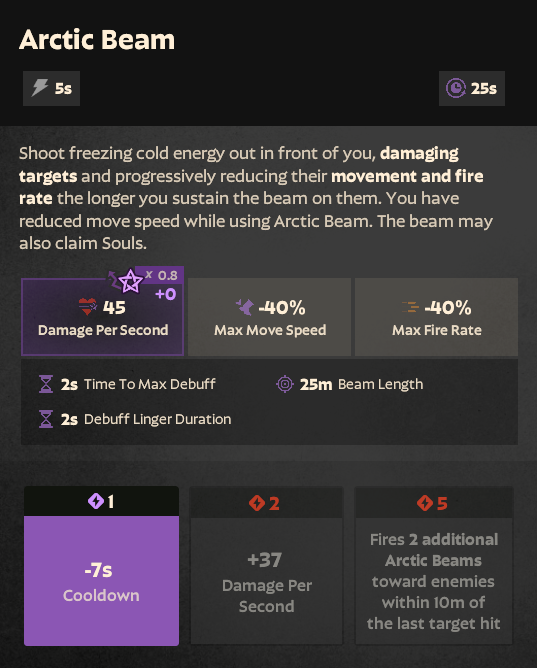 Arctic Beam
5s
25s
Shoot freezing cold energy out in front of you, damaging
targets and progressively reducing their movement and fire
rate the longer you sustain the beam on them. You have
reduced move speed while using Arctic Beam. The beam may
also claim Souls.
x 0.8
+0
45
Damage Per Second
-40%
Max Move Speed
-40%
Max Fire Rate
2s Time To Max Debuff
25m Beam Length
2s Debuff Linger Duration
1
-7s
Cooldown
2
+37
Damage Per
Second
5
Fires 2 additional
Arctic Beams
toward enemies
within 10m of
the last target hit